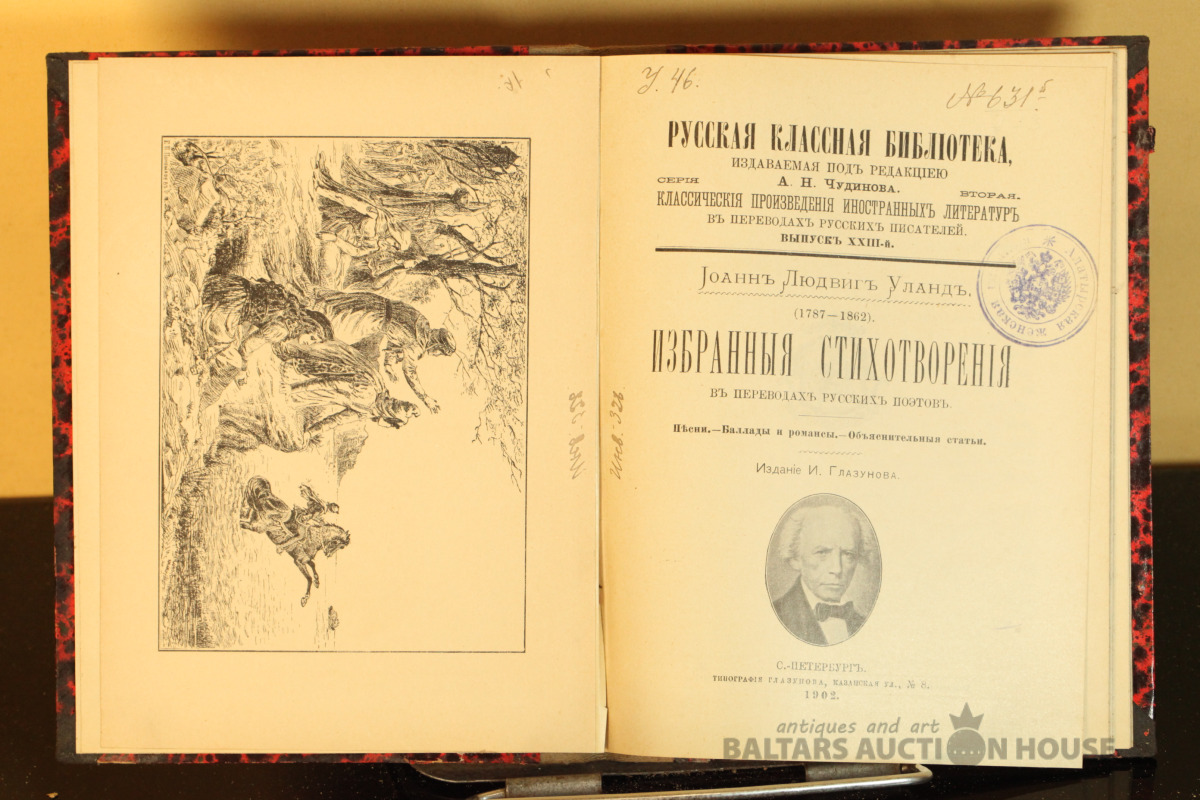 У. 46.
№ 631
РУССКАЯ КЛАССНАЯ БИБЛІОТЕКА,
ИЗДАВАЕМАЯ ПОДЪ РЕДАКЦІЕЮ
СЕРІЯ А. Н. Чудинова. ВТОРАЯ.
КЛАССИЧЕСКІЯ ПРОИЗВЕДЕНІЯ ИНОСТРАННЫХЪ ЛИТЕРАТУРЪ
ВЪ ПЕРЕВОДАХЪ РУССКИХЪ ПИСАТЕЛЕЙ.
ВЫПУСКЪ XXIII-й.
Іоаннъ Людвигъ Уландъ,
(1787—1862).
ИЗБРАННЫЯ СТИХОТВОРЕНІЯ
ВЪ ПЕРЕВОДАХЪ РУССКИХЪ ПОЭТОВЪ.
Пѣсни.—Баллады и романсы.—Объяснительныя статьи.
Изданіе И. Глазунова.
С.-ПЕТЕРБУРГЪ.
ТИПОГРАФІЯ ГЛАЗУНОВА, КАЗАНСКАЯ УЛ., № 8.
1902.
Инв. 326.
Алатырская женская
antiques and art
BALTARS AUCTION HOUSE